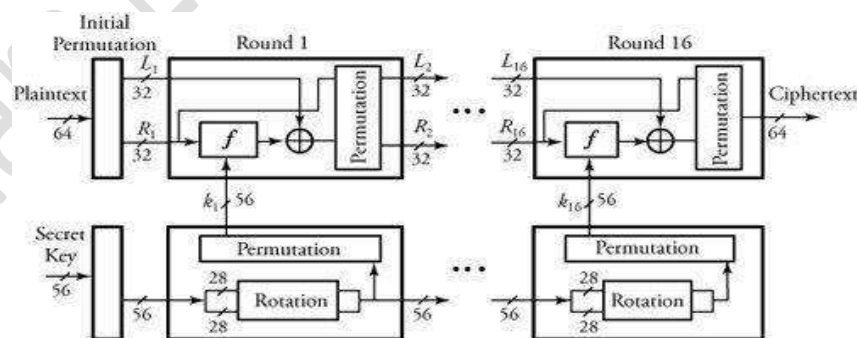 Initial
Permutation
Round 1
Round 16
Plaintext
64
L1
32
R1
32
f
Permutation
L2
32
R2
32
...
L16
32
R16
32
f
Permutation
Ciphertext
64
k1
56
k16
56
Secret
Key
56
56
Permutation
28
Rotation
28
56
...
56
Permutation
28
Rotation
28